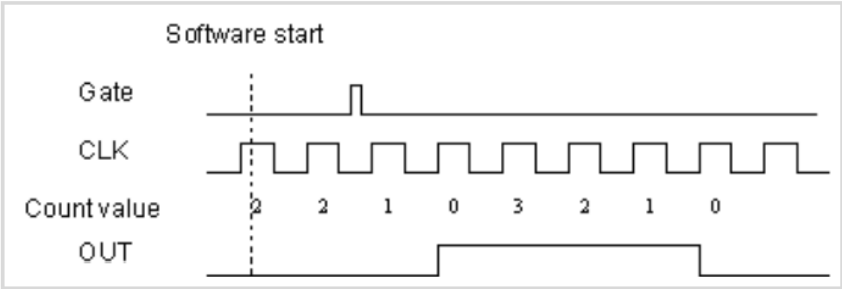 Software start
Gate
CLK
Count value 2 2 1 0 3 2 1 0
OUT